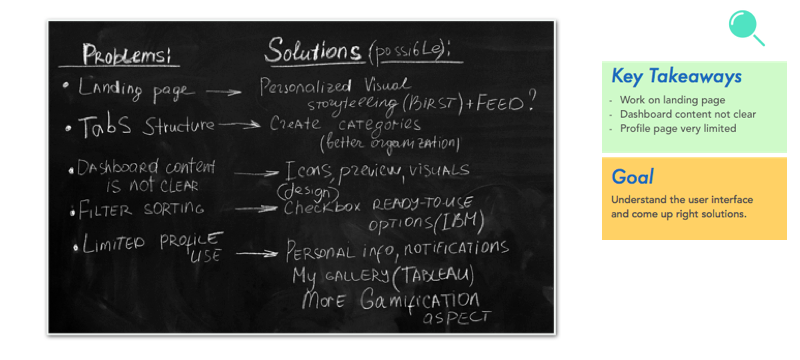 Problems:
Solutions (possible):
• Landing page → Personalized Visual
storytelling (BIRST) + FEED?
• Tabs Structure → Create categories
(better organization)
• Dashboard content
is not clear → Icons, preview, visuals
(design)
• Filter sorting → Checkbox ready-to-use
options (IBM)
• Limited profile
use → Personal info, notifications
My gallery (Tableau)
More Gamification
aspect
Key Takeaways
- Work on landing page
- Dashboard content not clear
- Profile page very limited
Goal
Understand the user interface
and come up right solutions.